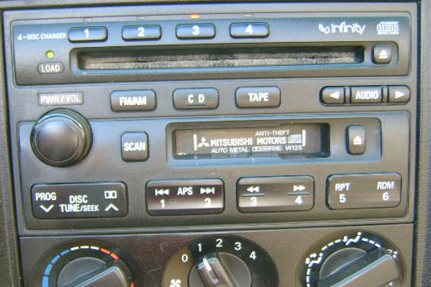 4-DISC CHANGER 1 2 3 4 Infinity
LOAD
PWR/VOL FM/AM CD TAPE AUDIO
SCAN
ANTI-THEFT
MITSUBISHI MOTORS
AUTO METAL W125
PROG DISC TUNE/SEEK
APS
1 2 3 4
RPT RDM
5 6
0 1 2 3 4